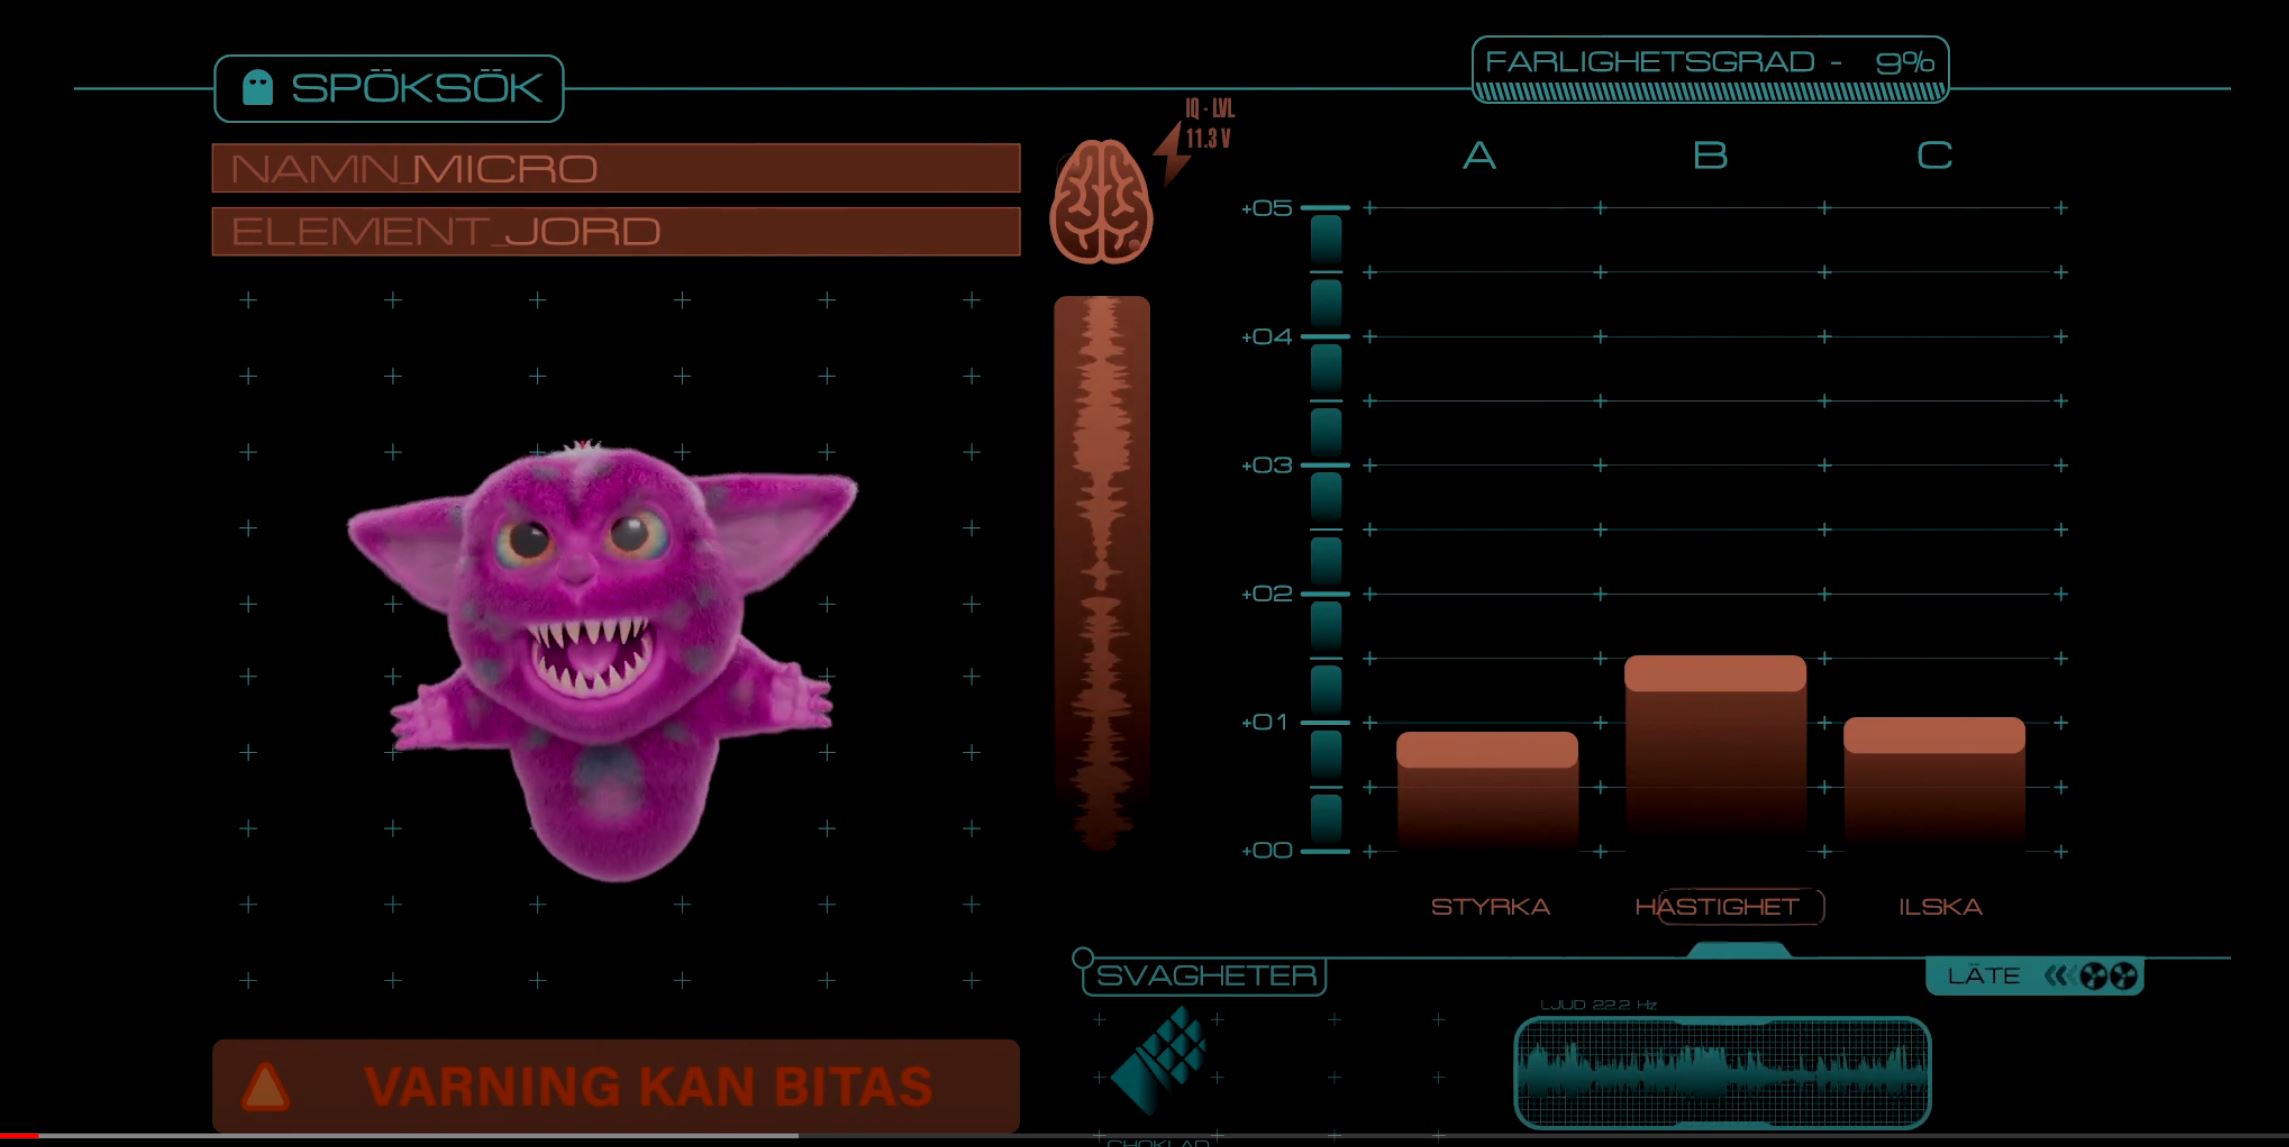 SPÖKSÖK
FARLIGHETSGRAD - 9%
NAMN_MICRO
ELEMENT_JORD
IQ - LVL
11.3 V
A B C
+05
+04
+03
+02
+01
+00
STYRKA HASTIGHET ILSKA
SVAGHETER
LÄTE
LJUD 22.2 Hz
VARNING KAN BITAS
CHOKLAD